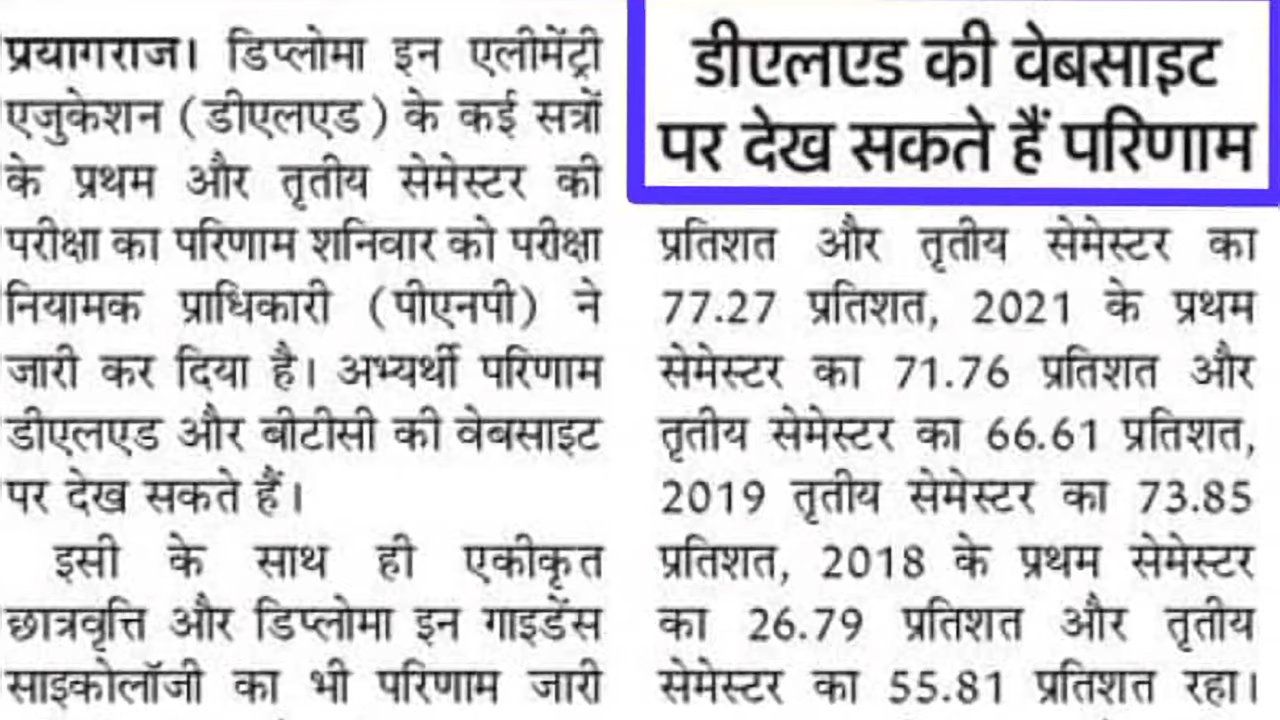 प्रयागराज। डिप्लोमा इन एलीमेंट्री
एजुकेशन (डीएलएड) के कई सत्रों
के प्रथम और तृतीय सेमेस्टर की
परीक्षा का परिणाम शनिवार को परीक्षा
नियामक प्राधिकारी (पीएनपी) ने
जारी कर दिया है। अभ्यर्थी परिणाम
डीएलएड और बीटीसी की वेबसाइट
पर देख सकते हैं।
इसी के साथ ही एकीकृत
छात्रवृत्ति और डिप्लोमा इन गाइडेंस
साइकोलॉजी का भी परिणाम जारी
डीएलएड की वेबसाइट
पर देख सकते हैं परिणाम
प्रतिशत और तृतीय सेमेस्टर का
77.27 प्रतिशत, 2021 के प्रथम
सेमेस्टर का 71.76 प्रतिशत और
तृतीय सेमेस्टर का 66.61 प्रतिशत,
2019 तृतीय सेमेस्टर का 73.85
प्रतिशत, 2018 के प्रथम सेमेस्टर
का 26.79 प्रतिशत और तृतीय
सेमेस्टर का 55.81 प्रतिशत रहा।